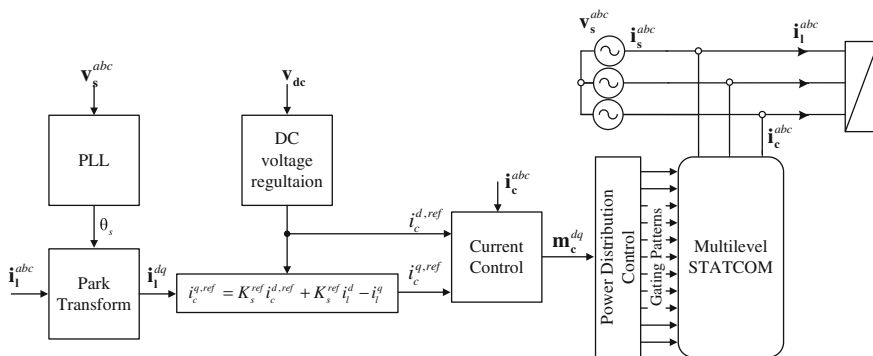 v_s^{abc}
i_s^{abc}
i_l^{abc}
v_s^{abc}
v_{dc}
PLL
DC
voltage
regultaion
i_c^{abc}
i_c^{abc}
θ_s
i_c^{d,ref}
i_l^{abc}
Park
Transform
i_l^{dq}
i_c^{q,ref} = K_s^{ref} i_c^{d,ref} + K_s^{ref} i_l^d − i_l^q
i_c^{q,ref}
Current
Control
m_c^{dq}
Power Distribution
Control
Gating Patterns
Multilevel
STATCOM